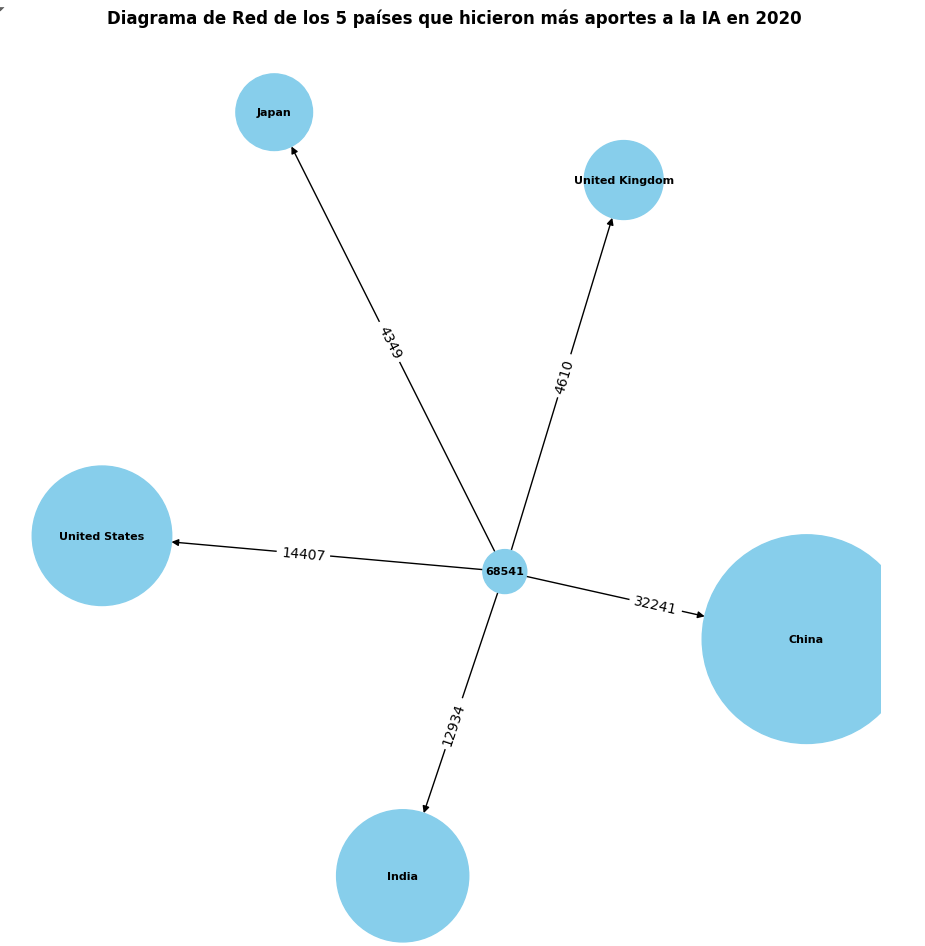 Diagrama de Red de los 5 países que hicieron más aportes a la IA en 2020
Japan
United Kingdom
4349
4610
United States
14407
68541
32241
China
12934
India